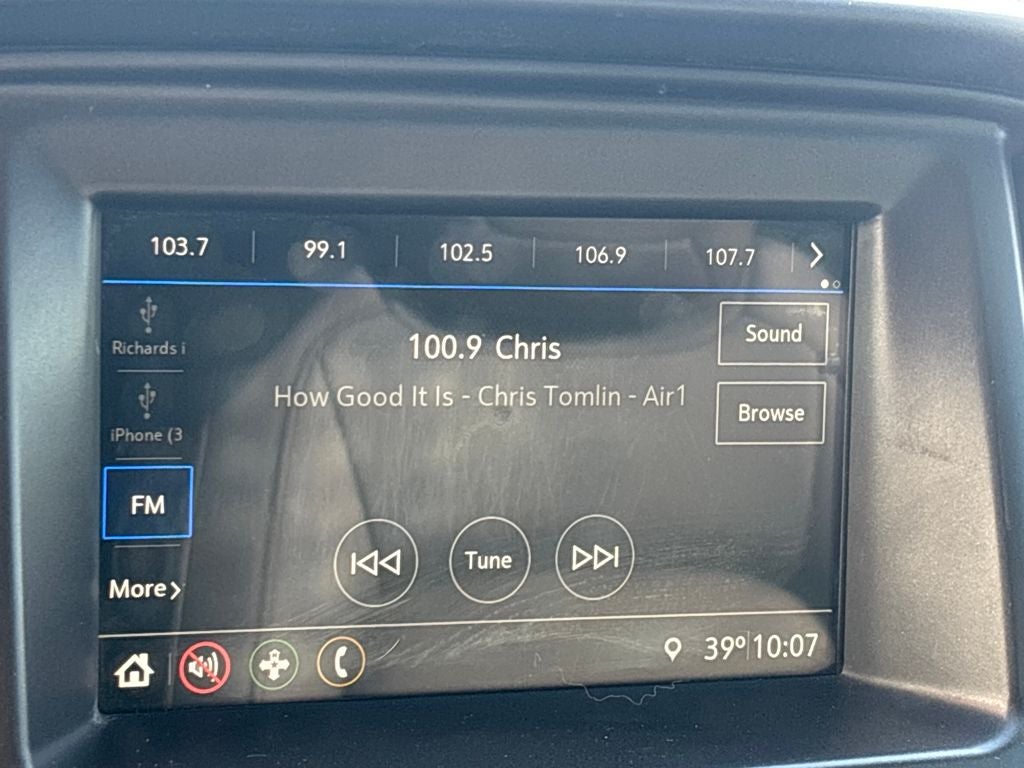 103.7 99.1 102.5 106.9 107.7
Richards i
iPhone (3
FM
More
100.9 Chris
How Good It Is - Chris Tomlin - Air1
Sound
Browse
Tune
39° 10:07